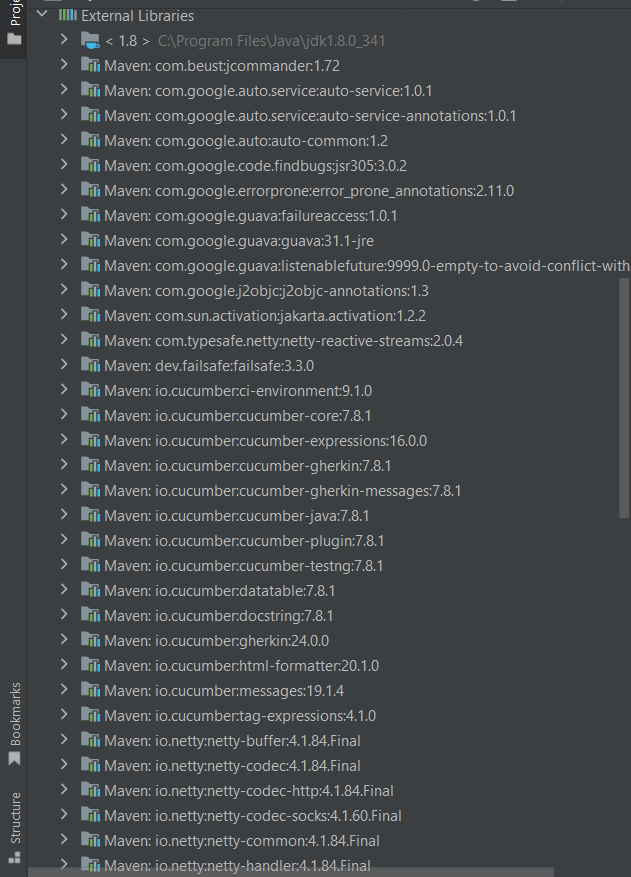 Proje
External Libraries
< 1.8 > C:\Program Files\Java\jdk1.8.0_341
Maven: com.beust:jcommander:1.72
Maven: com.google.auto.service:auto-service:1.0.1
Maven: com.google.auto.service:auto-service-annotations:1.0.1
Maven: com.google.auto:auto-common:1.2
Maven: com.google.code.findbugs:jsr305:3.0.2
Maven: com.google.errorprone:error_prone_annotations:2.11.0
Maven: com.google.guava:failureaccess:1.0.1
Maven: com.google.guava:guava:31.1-jre
Maven: com.google.guava:listenablefuture:9999.0-empty-to-avoid-conflict-with
Maven: com.google.j2objc:j2objc-annotations:1.3
Maven: com.sun.activation:jakarta.activation:1.2.2
Maven: com.typesafe.netty:netty-reactive-streams:2.0.4
Maven: dev.failsafe:failsafe:3.3.0
Maven: io.cucumber:ci-environment:9.1.0
Maven: io.cucumber:cucumber-core:7.8.1
Maven: io.cucumber:cucumber-expressions:16.0.0
Maven: io.cucumber:cucumber-gherkin:7.8.1
Maven: io.cucumber:cucumber-gherkin-messages:7.8.1
Maven: io.cucumber:cucumber-java:7.8.1
Maven: io.cucumber:cucumber-plugin:7.8.1
Maven: io.cucumber:cucumber-testng:7.8.1
Maven: io.cucumber:datatable:7.8.1
Maven: io.cucumber:docstring:7.8.1
Maven: io.cucumber:gherkin:24.0.0
Maven: io.cucumber:html-formatter:20.1.0
Maven: io.cucumber:messages:19.1.4
Maven: io.cucumber:tag-expressions:4.1.0
Maven: io.netty:netty-buffer:4.1.84.Final
Maven: io.netty:netty-codec:4.1.84.Final
Maven: io.netty:netty-codec-http:4.1.84.Final
Maven: io.netty:netty-codec-socks:4.1.60.Final
Maven: io.netty:netty-common:4.1.84.Final
Maven: io.netty:netty-handler:4.1.84.Final
Bookmarks
Structure